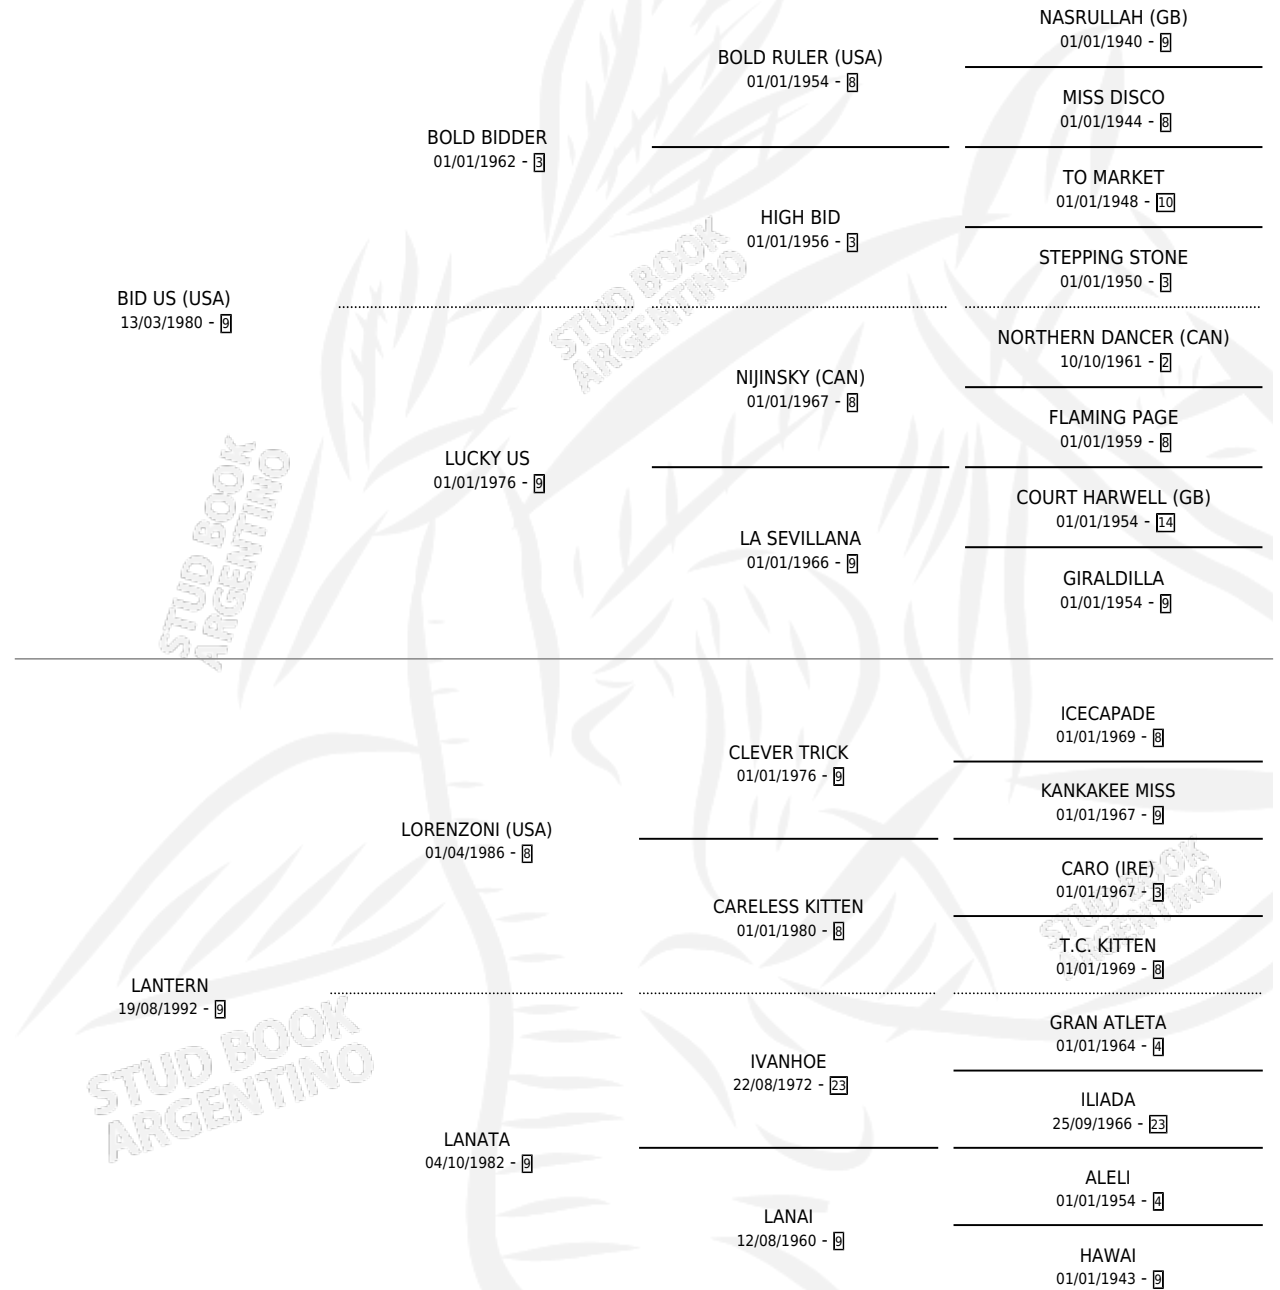 NASRULLAH (GB)
01/01/1940 - 9
BOLD RULER (USA)
01/01/1954 - 8
MISS DISCO
01/01/1944 - 8
BOLD BIDDER
01/01/1962 - 3
TO MARKET
01/01/1948 - 10
HIGH BID
01/01/1956 - 3
STEPPING STONE
01/01/1950 - 3
BID US (USA)
13/03/1980 - 9
NORTHERN DANCER (CAN)
10/10/1961 - 2
NIJINSKY (CAN)
01/01/1967 - 8
FLAMING PAGE
01/01/1959 - 8
LUCKY US
01/01/1976 - 9
COURT HARWELL (GB)
01/01/1954 - 14
LA SEVILLANA
01/01/1966 - 9
GIRALDILLA
01/01/1954 - 9
STUD BOOK
ARGENTINO
STUD BOOK
ARGENTINO
ICECAPADE
01/01/1969 - 8
CLEVER TRICK
01/01/1976 - 9
KANKAKEE MISS
01/01/1967 - 9
LORENZONI (USA)
01/04/1986 - 8
CARO (IRE)
01/01/1967 - 3
CARELESS KITTEN
01/01/1980 - 8
T.C. KITTEN
01/01/1969 - 8
LANTERN
19/08/1992 - 9
GRAN ATLETA
01/01/1964 - 4
IVANHOE
22/08/1972 - 23
ILIADA
25/09/1966 - 23
LANATA
04/10/1982 - 9
ALELI
01/01/1954 - 4
LANAI
12/08/1960 - 9
HAWAI
01/01/1943 - 9
STUD BOOK
ARGENTINO
STUD BOOK
ARGENTINO